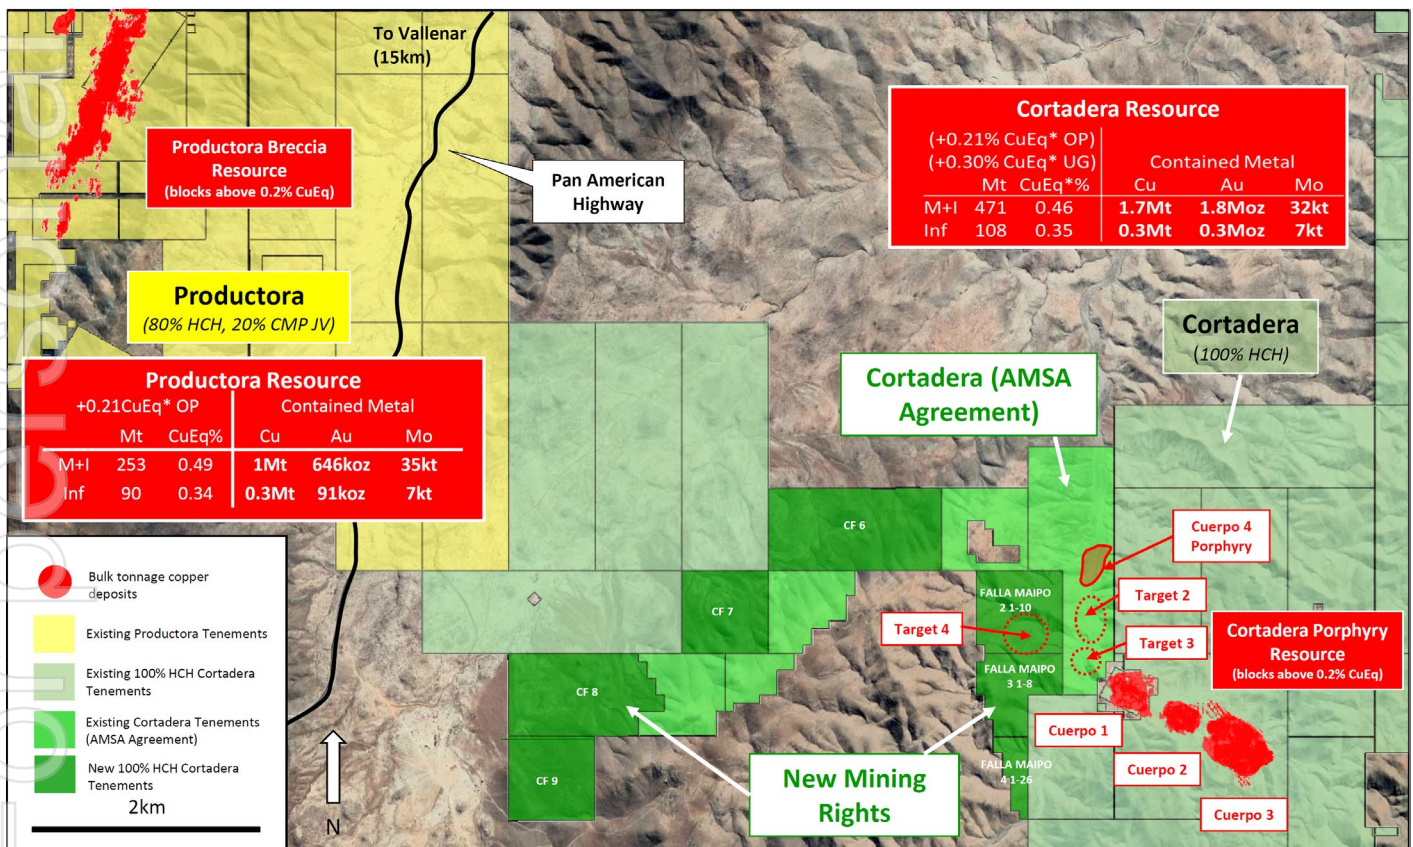 To Vallenar
(15km)
Productora Breccia
Resource
(blocks above 0.2% CuEq)
Pan American
Highway
Cortadera Resource
(+0.21% CuEq* OP)
(+0.30% CuEq* UG) Contained Metal
Mt CuEq*% Cu Au Mo
M+I 471 0.46 1.7Mt 1.8Moz 32kt
Inf 108 0.35 0.3Mt 0.3Moz 7kt
Productora
(80% HCH, 20% CMP JV)
Cortadera
(100% HCH)
Productora Resource
+0.21CuEq* OP Contained Metal
Mt CuEq% Cu Au Mo
M+I 253 0.49 1Mt 646koz 35kt
Inf 90 0.34 0.3Mt 91koz 7kt
Cortadera (AMSA
Agreement)
CF 6
Cuerpo 4
Porphyry
CF 7
FALLA MAIPO
2 1-10
Target 2
Target 4
Target 3
Cortadera Porphyry
Resource
(blocks above 0.2% CuEq)
FALLA MAIPO
3 1-8
CF 8
Cuerpo 1
Cuerpo 2
FALLA MAIPO
4 1-26
CF 9
New Mining
Rights
Cuerpo 3
Bulk tonnage copper
deposits
Existing Productora Tenements
Existing 100% HCH Cortadera
Tenements
Existing Cortadera Tenements
(AMSA Agreement)
New 100% HCH Cortadera
Tenements
2km
N
For personal